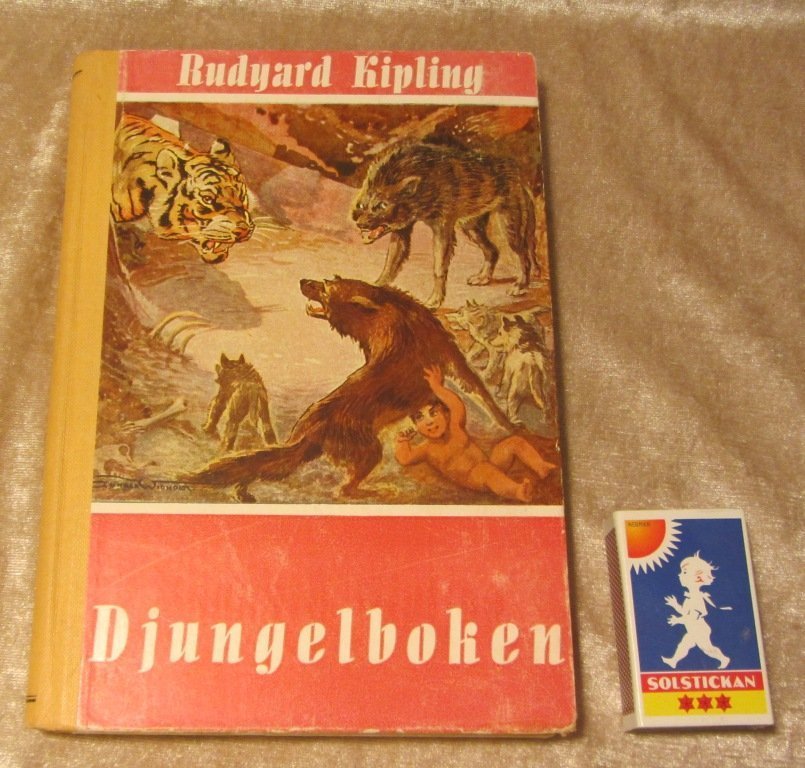 Rudyard Kipling
Djungelboken
SOLSTICKAN